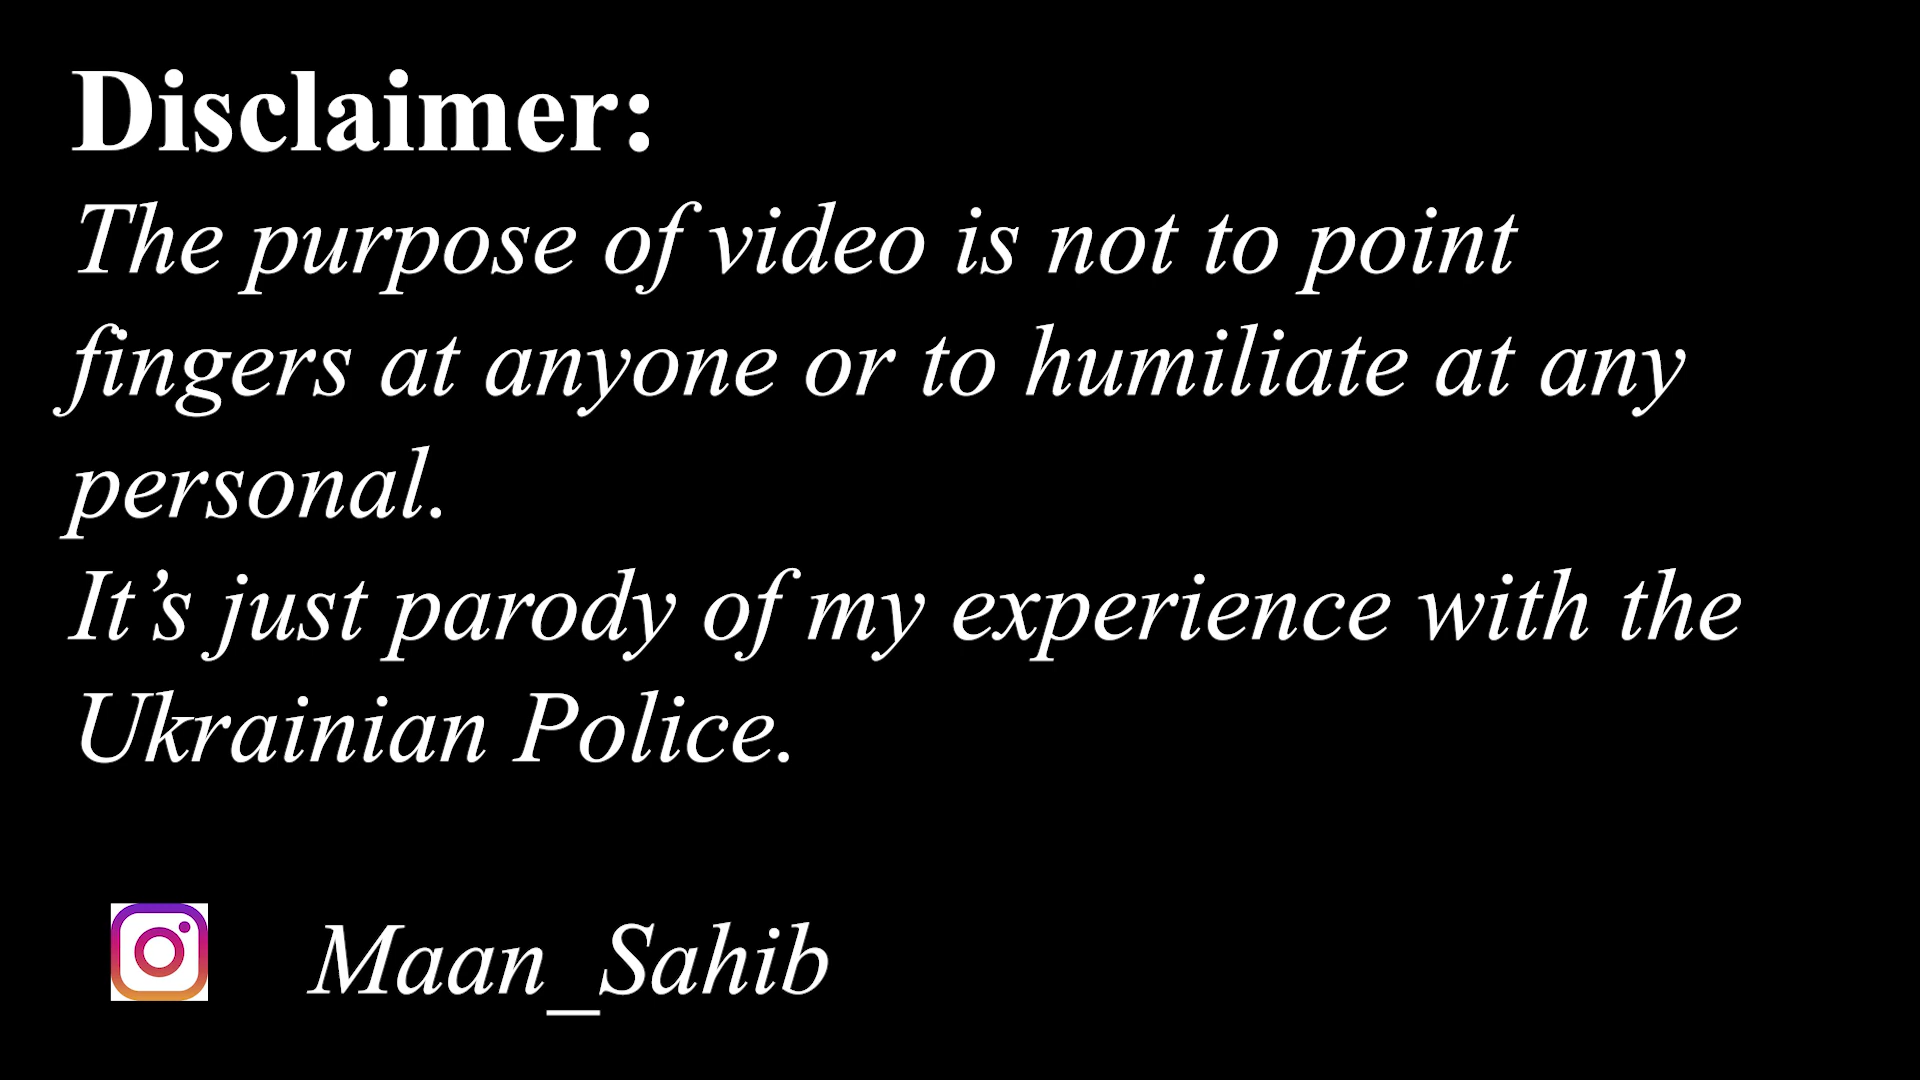 Disclaimer:
The purpose of video is not to point
fingers at anyone or to humiliate at any
personal.
It’s just parody of my experience with the
Ukrainian Police.
Maan_Sahib